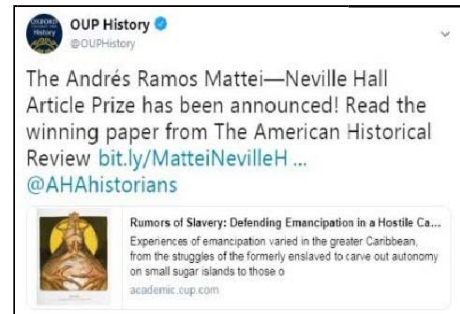 OXFORD
History
OUP History
@OUPHistory
The Andrés Ramos Mattei—Neville Hall
Article Prize has been announced! Read the
winning paper from The American Historical
Review bit.ly/MatteiNevilleH ...
@AHAhistorians
Rumors of Slavery: Defending Emancipation in a Hostile Ca...
Experiences of emancipation varied in the greater Caribbean,
from the struggles of the formerly enslaved to carve out autonomy
on small sugar islands to those o
academic.oup.com